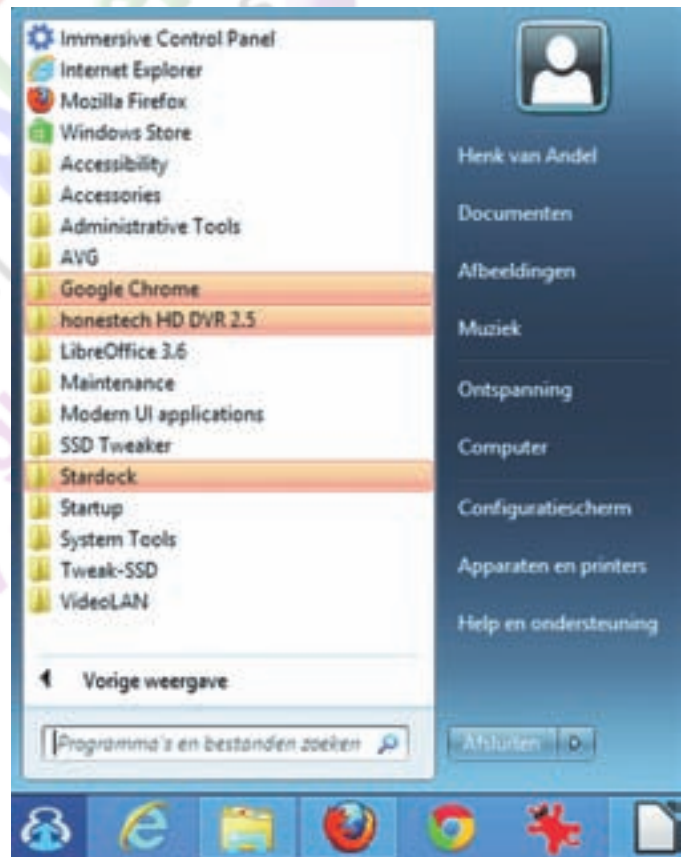 Immersive Control Panel
Internet Explorer
Mozilla Firefox
Windows Store
Accessibility
Accessories
Administrative Tools
AVG
Google Chrome
honestech HD DVR 2.5
LibreOffice 3.6
Maintenance
Modern UI applications
SSD Tweaker
Stardock
Startup
System Tools
Tweak-SSD
VideoLAN
Vorige weergave
Programma's en bestanden zoeken
Henk van Andel
Documenten
Afbeeldingen
Muziek
Ontspanning
Computer
Configuratiescherm
Apparaten en printers
Help en ondersteuning
Afsluiten